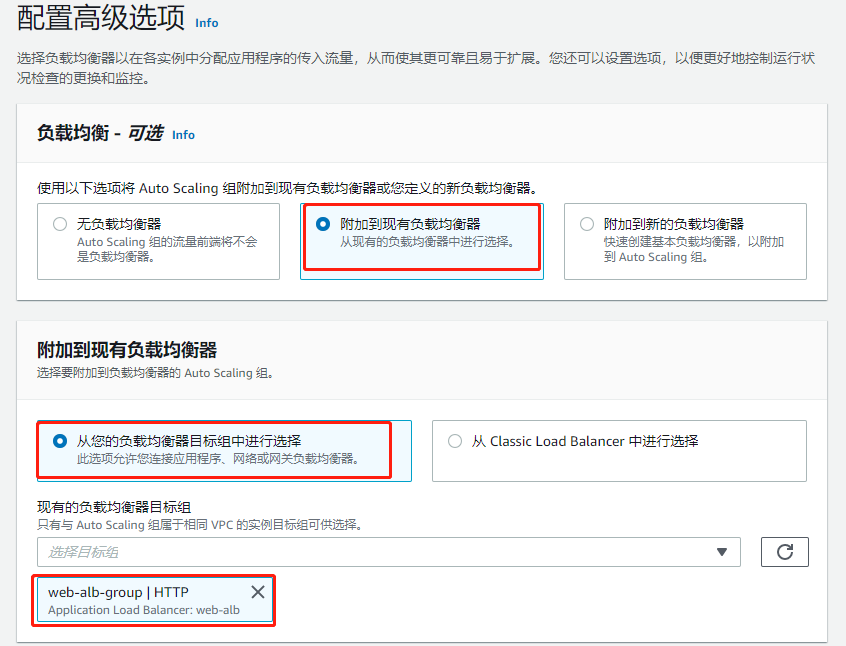 配置高级选项 Info
选择负载均衡器以在各实例中分配应用程序的传入流量，从而使其更可靠且易于扩展。您还可以设置选项，以便更好地控制运行状
况检查的更换和监控。
负载均衡 - 可选 Info
使用以下选项将 Auto Scaling 组附加到现有负载均衡器或您定义的新负载均衡器。
无负载均衡器
Auto Scaling 组的流量前端将不会
是负载均衡器。
附加到现有负载均衡器
从现有的负载均衡器中进行选择。
附加到新的负载均衡器
快速创建基本负载均衡器，以附加
到 Auto Scaling 组。
附加到现有负载均衡器
选择要附加到负载均衡器的 Auto Scaling 组。
从您的负载均衡器目标组中进行选择
此选项允许您连接应用程序、网络或网关负载均衡器。
从 Classic Load Balancer 中进行选择
现有的负载均衡器目标组
只有与 Auto Scaling 组属于相同 VPC 的实例目标组可供选择。
选择目标组
web-alb-group | HTTP
Application Load Balancer: web-alb